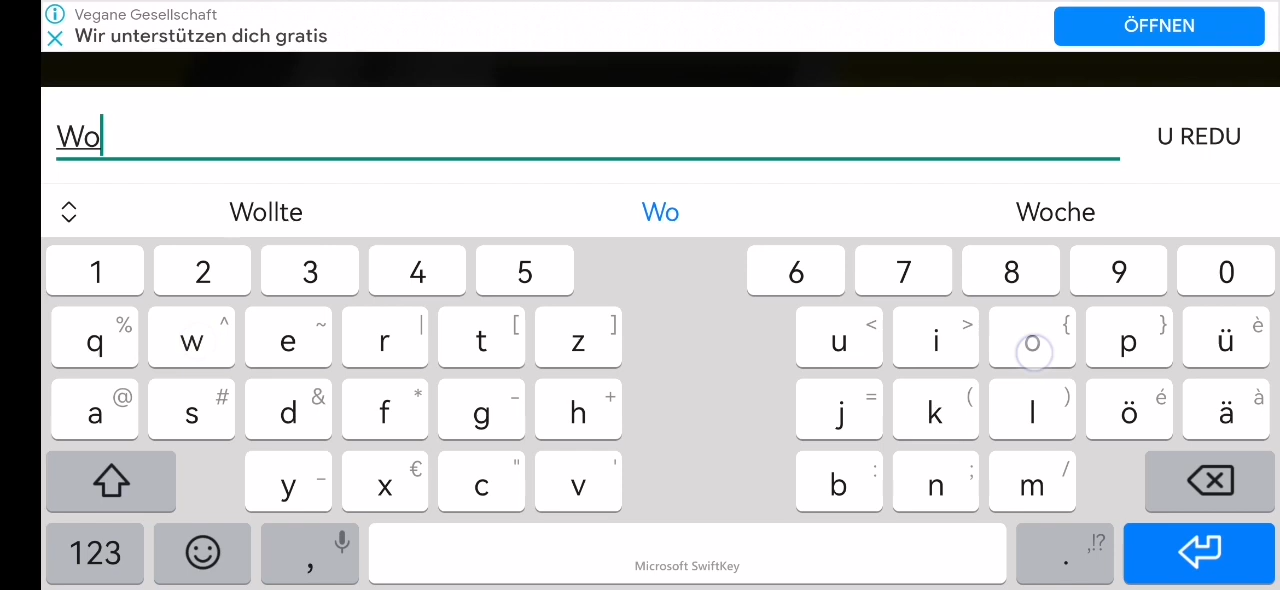 Vegane Gesellschaft
Wir unterstützen dich gratis
ÖFFNEN
Wo
U REDU
Wollte Wo Woche
1 2 3 4 5 6 7 8 9 0
q % w ^ e ~ r | t [ z ] u < i > o { p } ü è
a @ s # d & f * g - h + j = k ( l ) ö é ä à
y _ x € c " v ' b : n ; m /
123 , Microsoft SwiftKey . ,!?